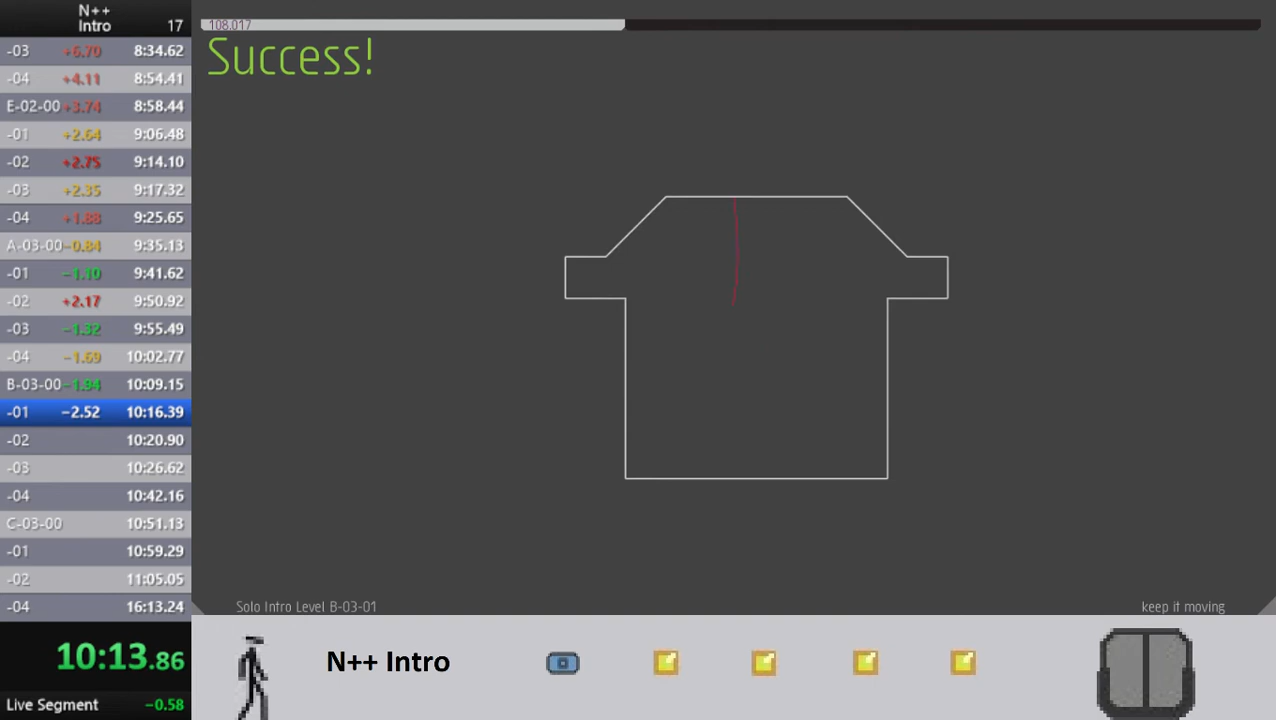 N++
Intro 17
-03 +6.70 8:34.62
-04 +4.11 8:54.41
E-02-00 +3.74 8:58.44
-01 +2.64 9:06.48
-02 +2.75 9:14.10
-03 +2.35 9:17.32
-04 +1.88 9:25.65
A-03-00 −0.84 9:35.13
-01 −1.10 9:41.62
-02 +2.17 9:50.92
-03 −1.32 9:55.49
-04 −1.69 10:02.77
B-03-00 −1.94 10:09.15
-01 −2.52 10:16.39
-02 10:20.90
-03 10:26.62
-04 10:42.16
C-03-00 10:51.13
-01 10:59.29
-02 11:05.05
-04 16:13.24
10:13.86
Live Segment −0.58
108.017
Success!
Solo Intro Level B-03-01
keep it moving
N++ Intro